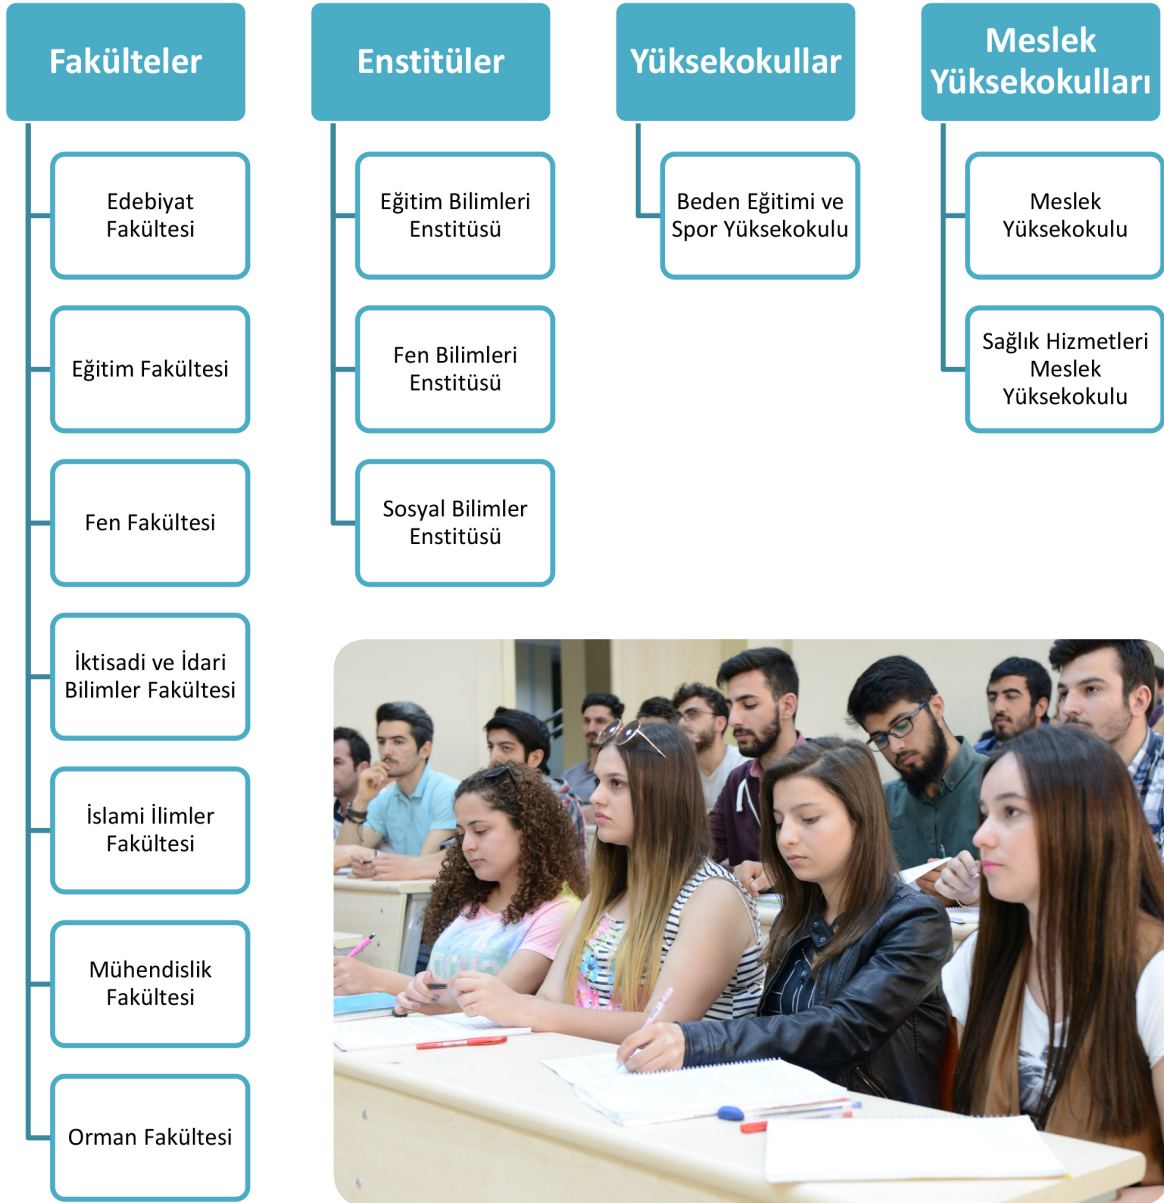 Fakülteler
Edebiyat
Fakültesi
Eğitim Fakültesi
Fen Fakültesi
İktisadi ve İdari
Bilimler Fakültesi
İslami İlimler
Fakültesi
Mühendislik
Fakültesi
Orman Fakültesi
Enstitüler
Eğitim Bilimleri
Enstitüsü
Fen Bilimleri
Enstitüsü
Sosyal Bilimler
Enstitüsü
Yüksekokullar
Beden Eğitimi ve
Spor Yüksekokulu
Meslek
Yüksekokulları
Meslek
Yüksekokulu
Sağlık Hizmetleri
Meslek
Yüksekokulu